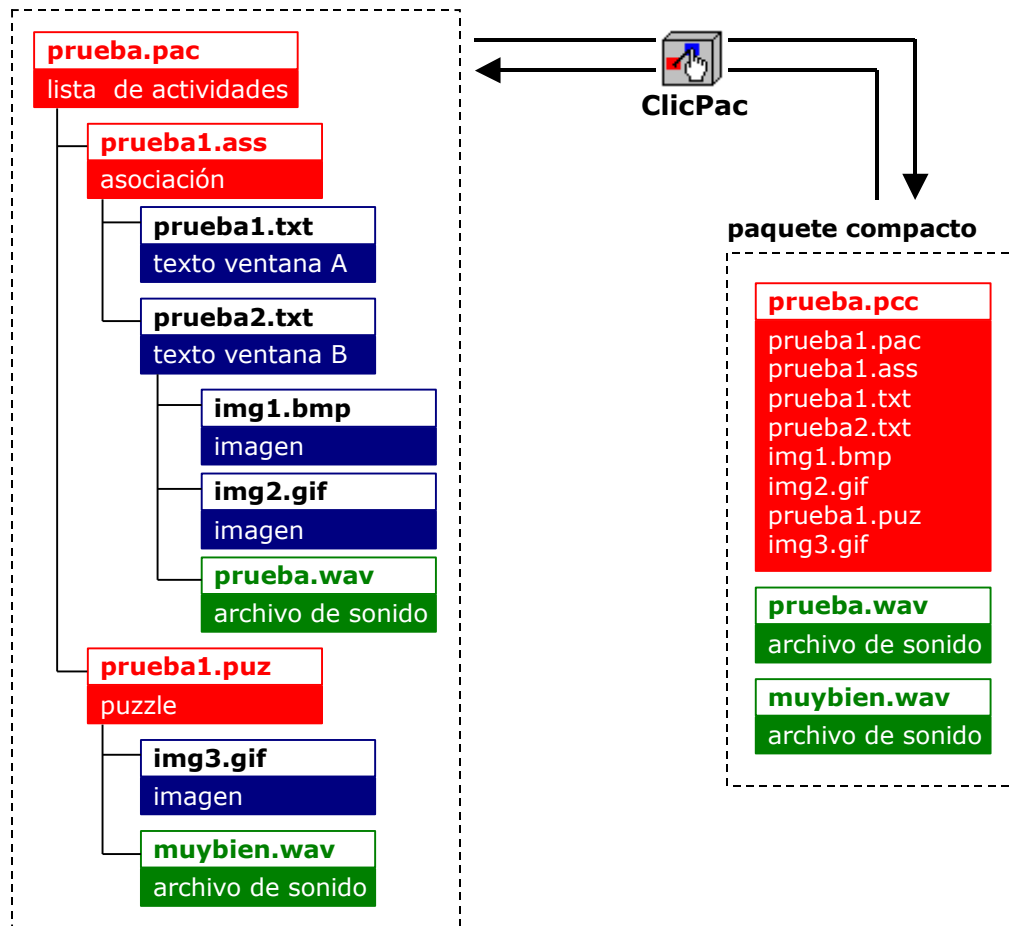 prueba.pac
lista de actividades
prueba1.ass
asociación
prueba1.txt
texto ventana A
prueba2.txt
texto ventana B
img1.bmp
imagen
img2.gif
imagen
prueba.wav
archivo de sonido
prueba1.puz
puzzle
img3.gif
imagen
muybien.wav
archivo de sonido
ClicPac
paquete compacto
prueba.pcc
prueba1.pac
prueba1.ass
prueba1.txt
prueba2.txt
img1.bmp
img2.gif
prueba1.puz
img3.gif
prueba.wav
archivo de sonido
muybien.wav
archivo de sonido